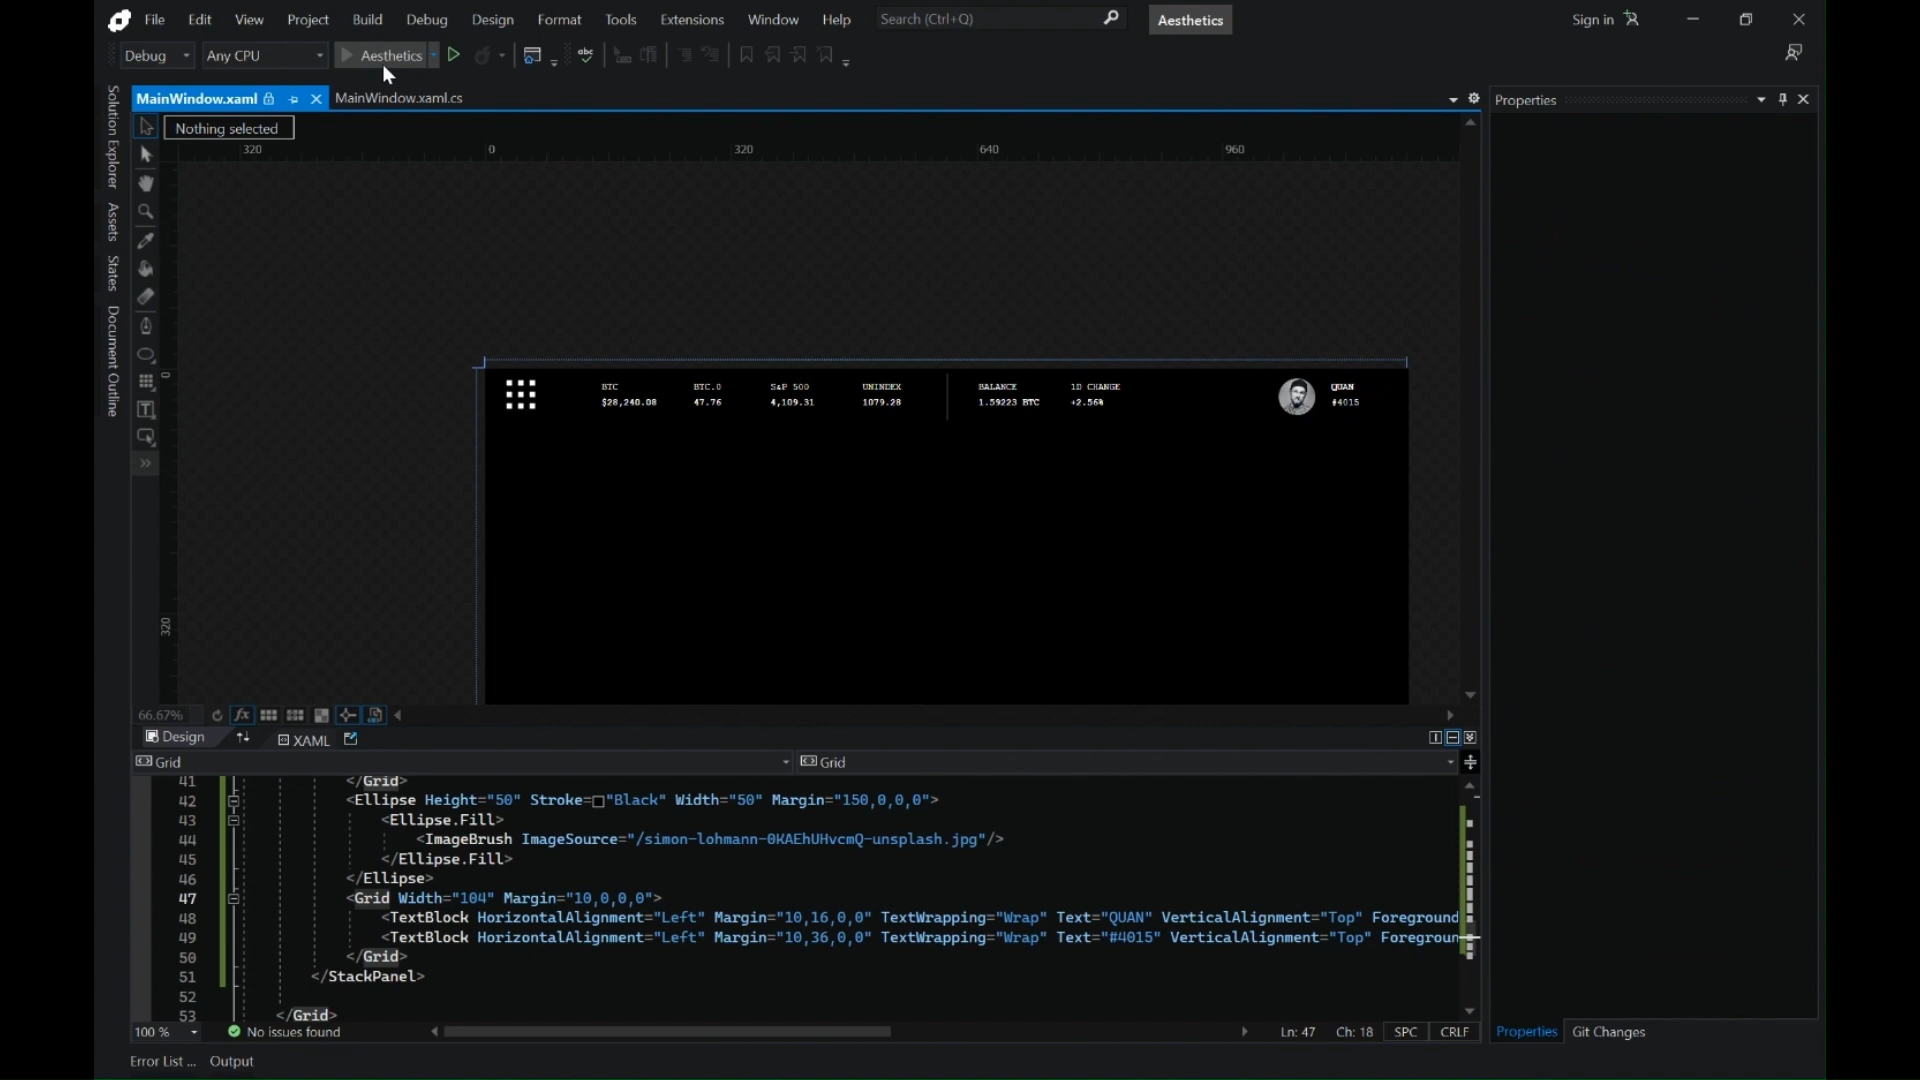 File Edit View Project Build Debug Design Format Tools Extensions Window Help Search (Ctrl+Q) Aesthetics Sign in
Debug Any CPU Aesthetics
MainWindow.xaml MainWindow.xaml.cs
Properties
Nothing selected
320 0 320 640 960
Solution Explorer
Assets
States
Document Outline
0
320
BTC BTC.D S&P 500 UNINDEX BALANCE 1D CHANGE QUAN
$28,240.08 47.76 4,109.31 1079.28 1.59223 BTC +2.56% #4015
66.67% fx
Design XAML
Grid Grid
41 </Grid>
42 <Ellipse Height="50" Stroke="Black" Width="50" Margin="150,0,0,0">
43 <Ellipse.Fill>
44 <ImageBrush ImageSource="/simon-lohmann-0KAEhUHvcmQ-unsplash.jpg"/>
45 </Ellipse.Fill>
46 </Ellipse>
47 <Grid Width="104" Margin="10,0,0,0">
48 <TextBlock HorizontalAlignment="Left" Margin="10,16,0,0" TextWrapping="Wrap" Text="QUAN" VerticalAlignment="Top" Foreground
49 <TextBlock HorizontalAlignment="Left" Margin="10,36,0,0" TextWrapping="Wrap" Text="#4015" VerticalAlignment="Top" Foregroun
50 </Grid>
51 </StackPanel>
52
53 </Grid>
100 % No issues found Ln: 47 Ch: 18 SPC CRLF
Properties Git Changes
Error List ... Output